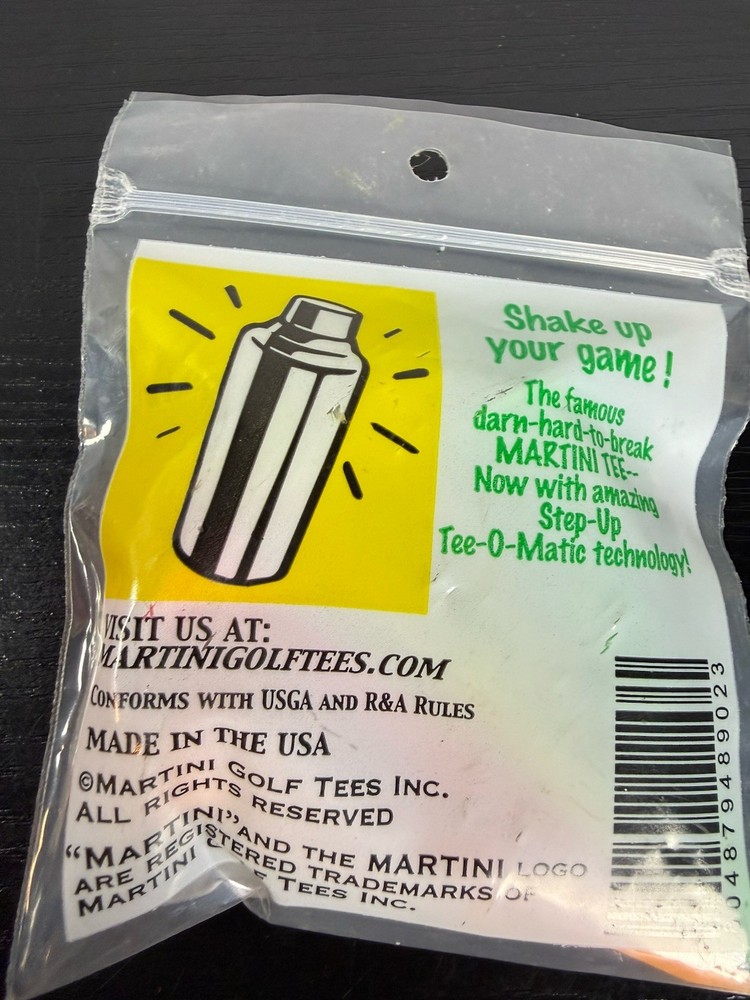 Shake up
your game!
The famous
darn-hard-to-break
MARTINI TEE--
Now with amazing
Step-Up
Tee-O-Matic technology!
VISIT US AT:
MARTINIGOLFTEES.COM
CONFORMS WITH USGA AND R&A RULES
MADE IN THE USA
©MARTINI GOLF TEES INC.
ALL RIGHTS RESERVED
“MARTINI” AND THE MARTINI LOGO
ARE REGISTERED TRADEMARKS OF
MARTINI TEES INC.
04879489023